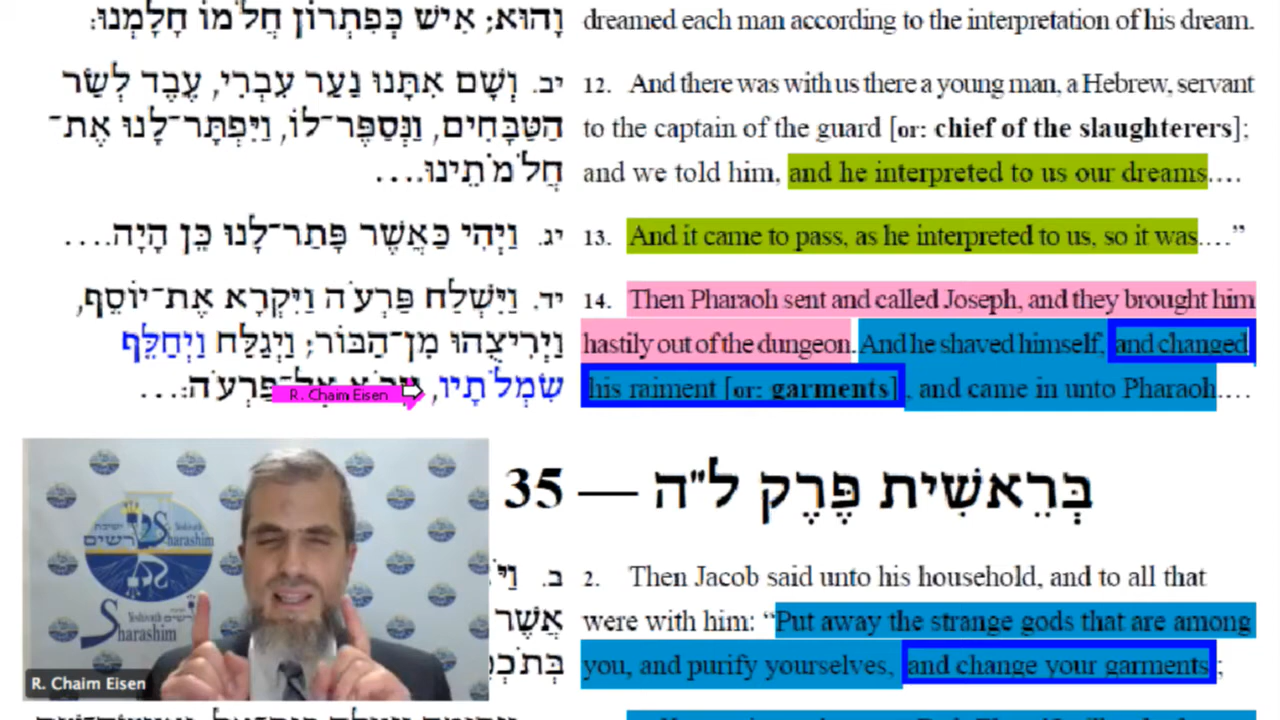 וָהוּא; אִישׁ כְּפִתְרוֹן חֲלֹמוֹ חָלָמְנוּ:
dreamed each man according to the interpretation of his dream.
יב. וְשָׁם אִתָּנוּ נַעַר עִבְרִי, עֶבֶד לְשַׂר
הַטַּבָּחִים, וַנְּסַפֶּר־לוֹ, וַיִּפְתָּר־לָנוּ אֶת־
חֲלֹמֹתֵינוּ....
12. And there was with us there a young man, a Hebrew, servant
to the captain of the guard [or: chief of the slaughterers];
and we told him, and he interpreted to us our dreams....
יג. וַיְהִי כַּאֲשֶׁר פָּתַר־לָנוּ כֵּן הָיָה....
13. And it came to pass, as he interpreted to us, so it was....”
יד. וַיִּשְׁלַח פַּרְעֹה וַיִּקְרָא אֶת־יוֹסֵף,
וַיְרִיצֻהוּ מִן־הַבּוֹר; וַיְגַלַּח וַיְחַלֵּף
שִׂמְלֹתָיו, אֶל־פַּרְעֹה:...
14. Then Pharaoh sent and called Joseph, and they brought him
hastily out of the dungeon. And he shaved himself, and changed
his raiment [or: garments], and came in unto Pharaoh....
R. Chaim Eisen
בְּרֵאשִׁית פֶּרֶק ל"ה — 35
ב.
אֲשֶׁר
2. Then Jacob said unto his household, and to all that
were with him: “Put away the strange gods that are among
you, and purify yourselves, and change your garments;
ישיבת שרשים
Yeshivath Sharashim
Yeshivath שרשים
Sharashim
R. Chaim Eisen